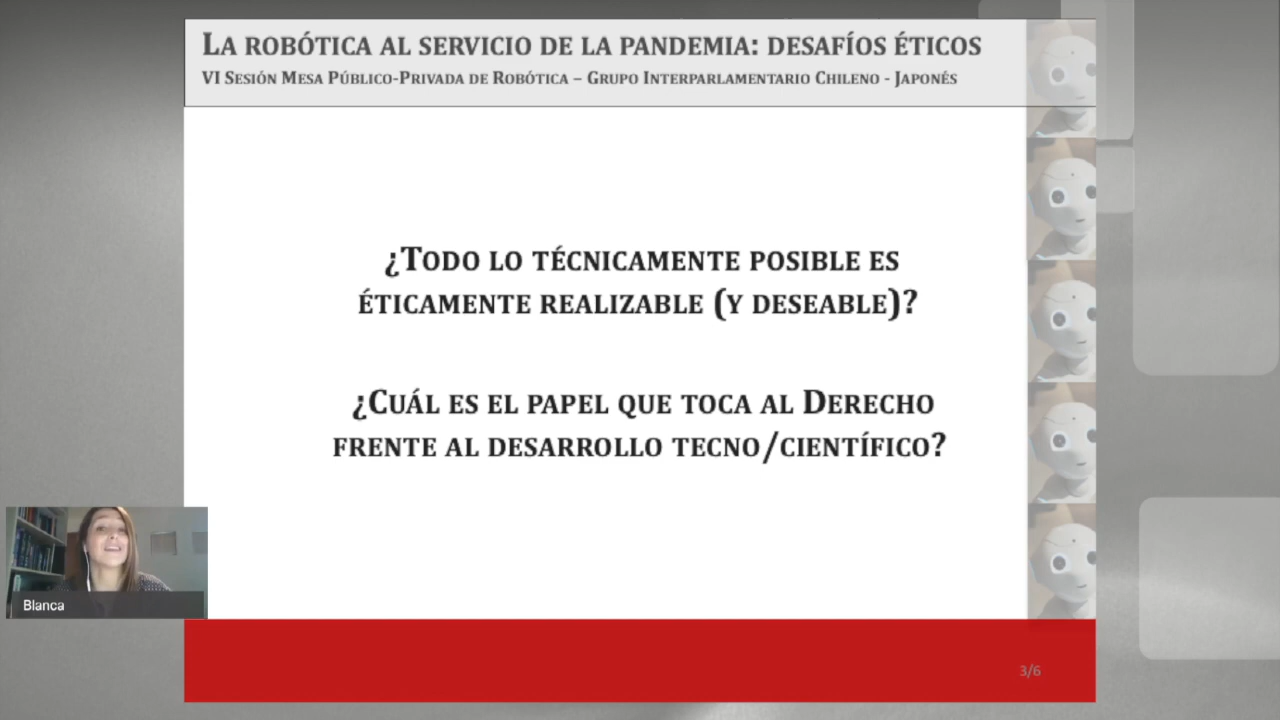 La robótica al servicio de la pandemia: desafíos éticos
VI Sesión Mesa Público-Privada de Robótica – Grupo Interparlamentario Chileno - Japonés
¿Todo lo técnicamente posible es
éticamente realizable (y deseable)?
¿Cuál es el papel que toca al Derecho
frente al desarrollo tecno/científico?
Blanca
3/6